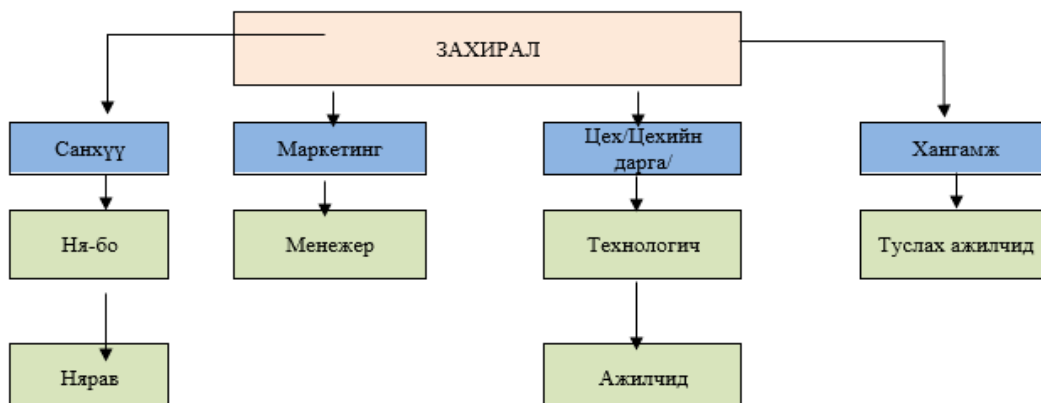 ЗАХИРАЛ
Санхүү
Маркетинг
Цех/Цехийн
дарга/
Хангамж
Ня-бо
Менежер
Технологич
Туслах ажилчид
Нярав
Ажилчид